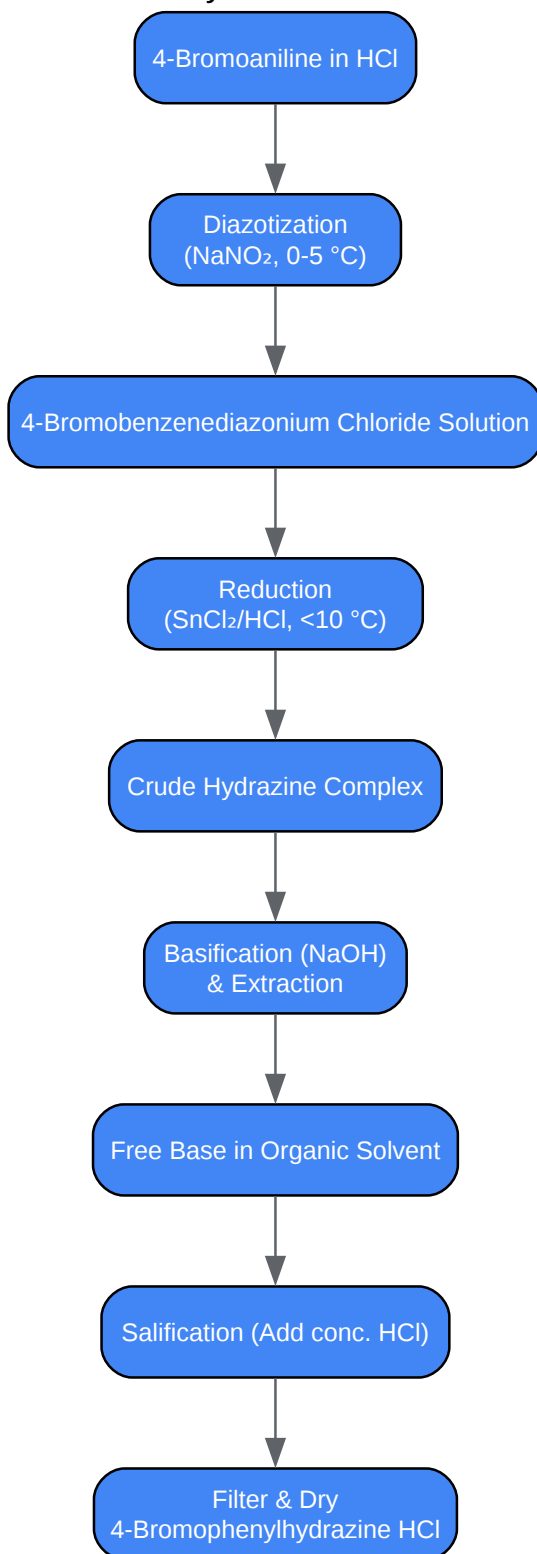 4-Bromoaniline in HCl
Diazotization
(NaNO₂, 0-5 °C)
4-Bromobenzenediazonium Chloride Solution
Reduction
(SnCl₂/HCl, <10 °C)
Crude Hydrazine Complex
Basification (NaOH)
& Extraction
Free Base in Organic Solvent
Salification (Add conc. HCl)
Filter & Dry
4-Bromophenylhydrazine HCl